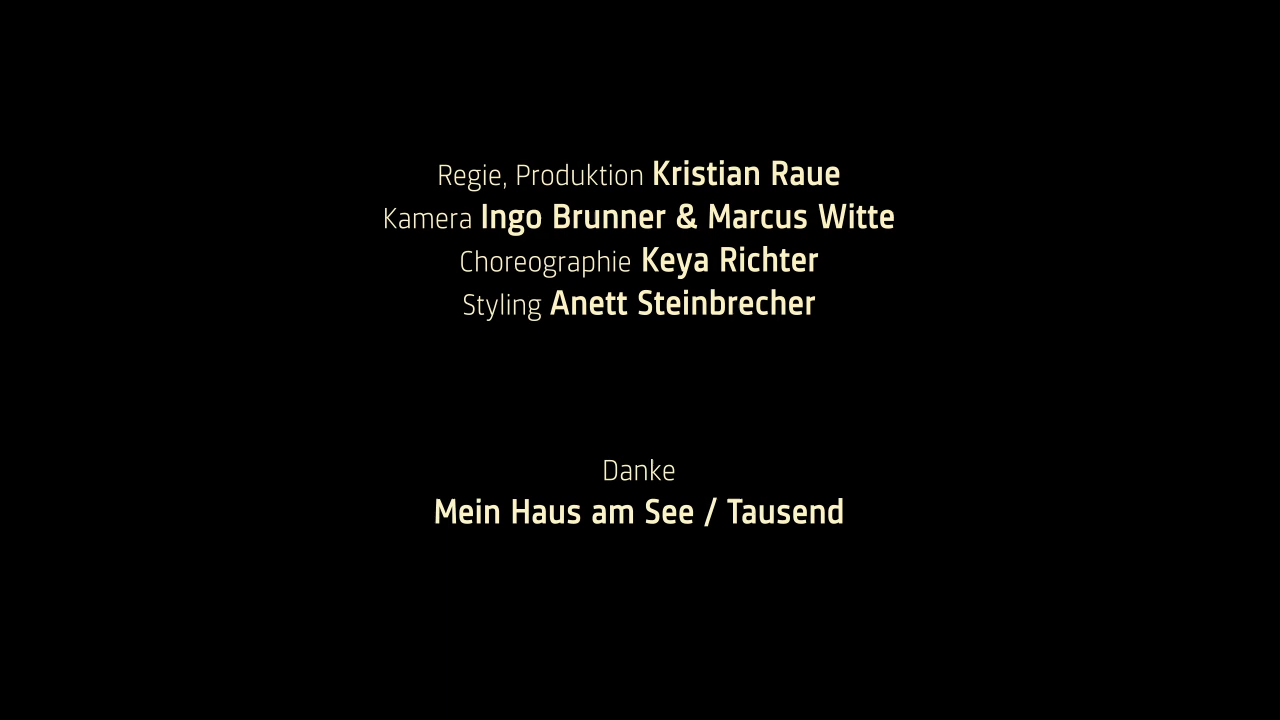 Regie, Produktion Kristian Raue
Kamera Ingo Brunner & Marcus Witte
Choreographie Keya Richter
Styling Anett Steinbrecher
Danke
Mein Haus am See / Tausend